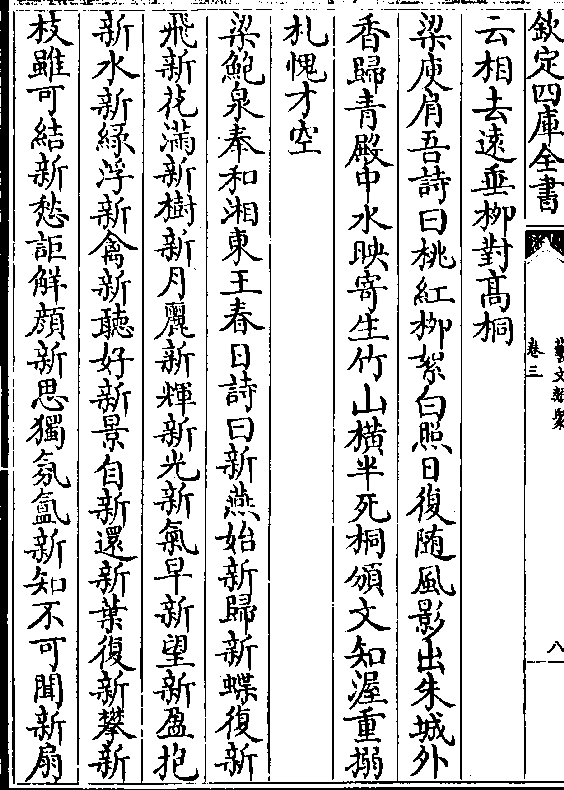 欽定四庫全書
藝文類聚
卷三
八
云相去遠垂柳對高桐
梁庾肩吾詩曰桃紅柳絮白照日復随風影出朱城外
香歸青殿中水映寄生竹山横半死桐頒文知渥重搦
札愧才空
梁鮑泉奉和湘東王春日詩曰新燕始新歸新蝶復新
飛新花滿新樹新月麗新輝新光新氣早新望新盈抱
新水新緑浮新禽新聴好新景自新還新葉復新攀新
枝雖可結新愁詎解顔新思獨氛氲新知不可聞新扇